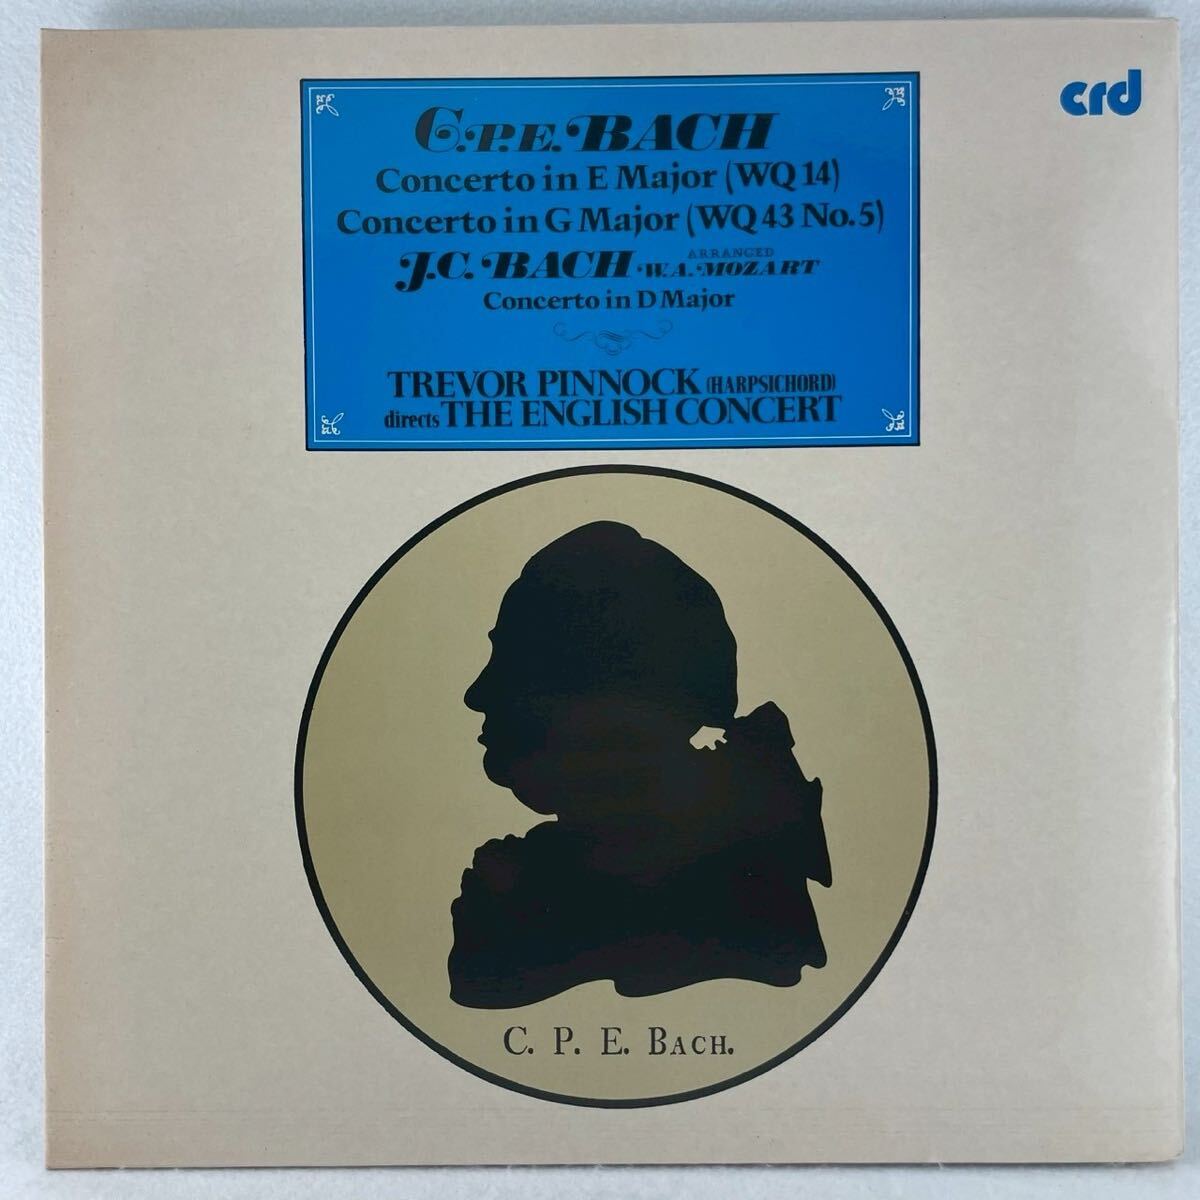 crd
C.P.E. BACH
Concerto in E Major (WQ 14)
Concerto in G Major (WQ 43 No. 5)
J.C. BACH ARRANGED W.A. MOZART
Concerto in D Major
TREVOR PINNOCK (HARPSICHORD)
directs THE ENGLISH CONCERT
C. P. E. BACH.